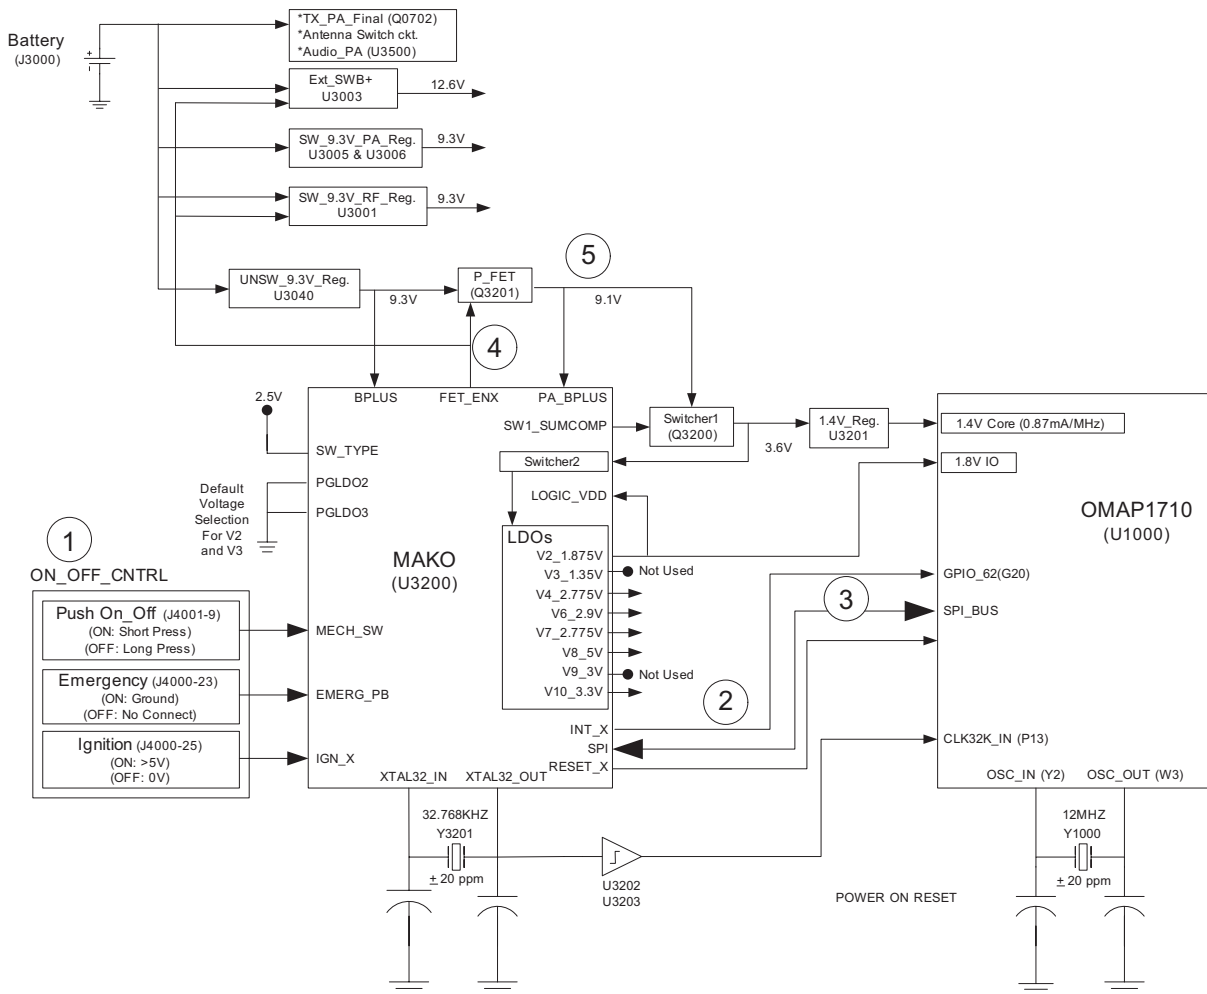 *TX_PA_Final (Q0702)
*Antenna Switch ckt.
*Audio_PA (U3500)
Battery
(J3000)
+
-
Ext_SWB+
U3003
12.6V
SW_9.3V_PA_Reg.
U3005 & U3006
9.3V
SW_9.3V_RF_Reg.
U3001
9.3V
5
UNSW_9.3V_Reg.
U3040
9.3V
P_FET
(Q3201)
9.1V
4
2.5V
BPLUS
FET_ENX
PA_BPLUS
SW1_SUMCOMP
Switcher1
(Q3200)
3.6V
1.4V_Reg.
U3201
1.4V Core (0.87mA/MHz)
SW_TYPE
Switcher2
1.8V IO
PGLDO2
PGLDO3
Default
Voltage
Selection
For V2
and V3
LOGIC_VDD
OMAP1710
(U1000)
LDOs
V2_1.875V
V3_1.35V
Not Used
V4_2.775V
V6_2.9V
V7_2.775V
V8_5V
V9_3V
Not Used
V10_3.3V
MAKO
(U3200)
1
ON_OFF_CNTRL
Push On_Off (J4001-9)
(ON: Short Press)
(OFF: Long Press)
MECH_SW
Emergency (J4000-23)
(ON: Ground)
(OFF: No Connect)
EMERG_PB
Ignition (J4000-25)
(ON: >5V)
(OFF: 0V)
IGN_X
GPIO_62(G20)
3
SPI_BUS
2
INT_X
SPI
RESET_X
CLK32K_IN (P13)
XTAL32_IN
XTAL32_OUT
OSC_IN (Y2)
OSC_OUT (W3)
32.768KHZ
Y3201
± 20 ppm
U3202
U3203
12MHZ
Y1000
± 20 ppm
POWER ON RESET